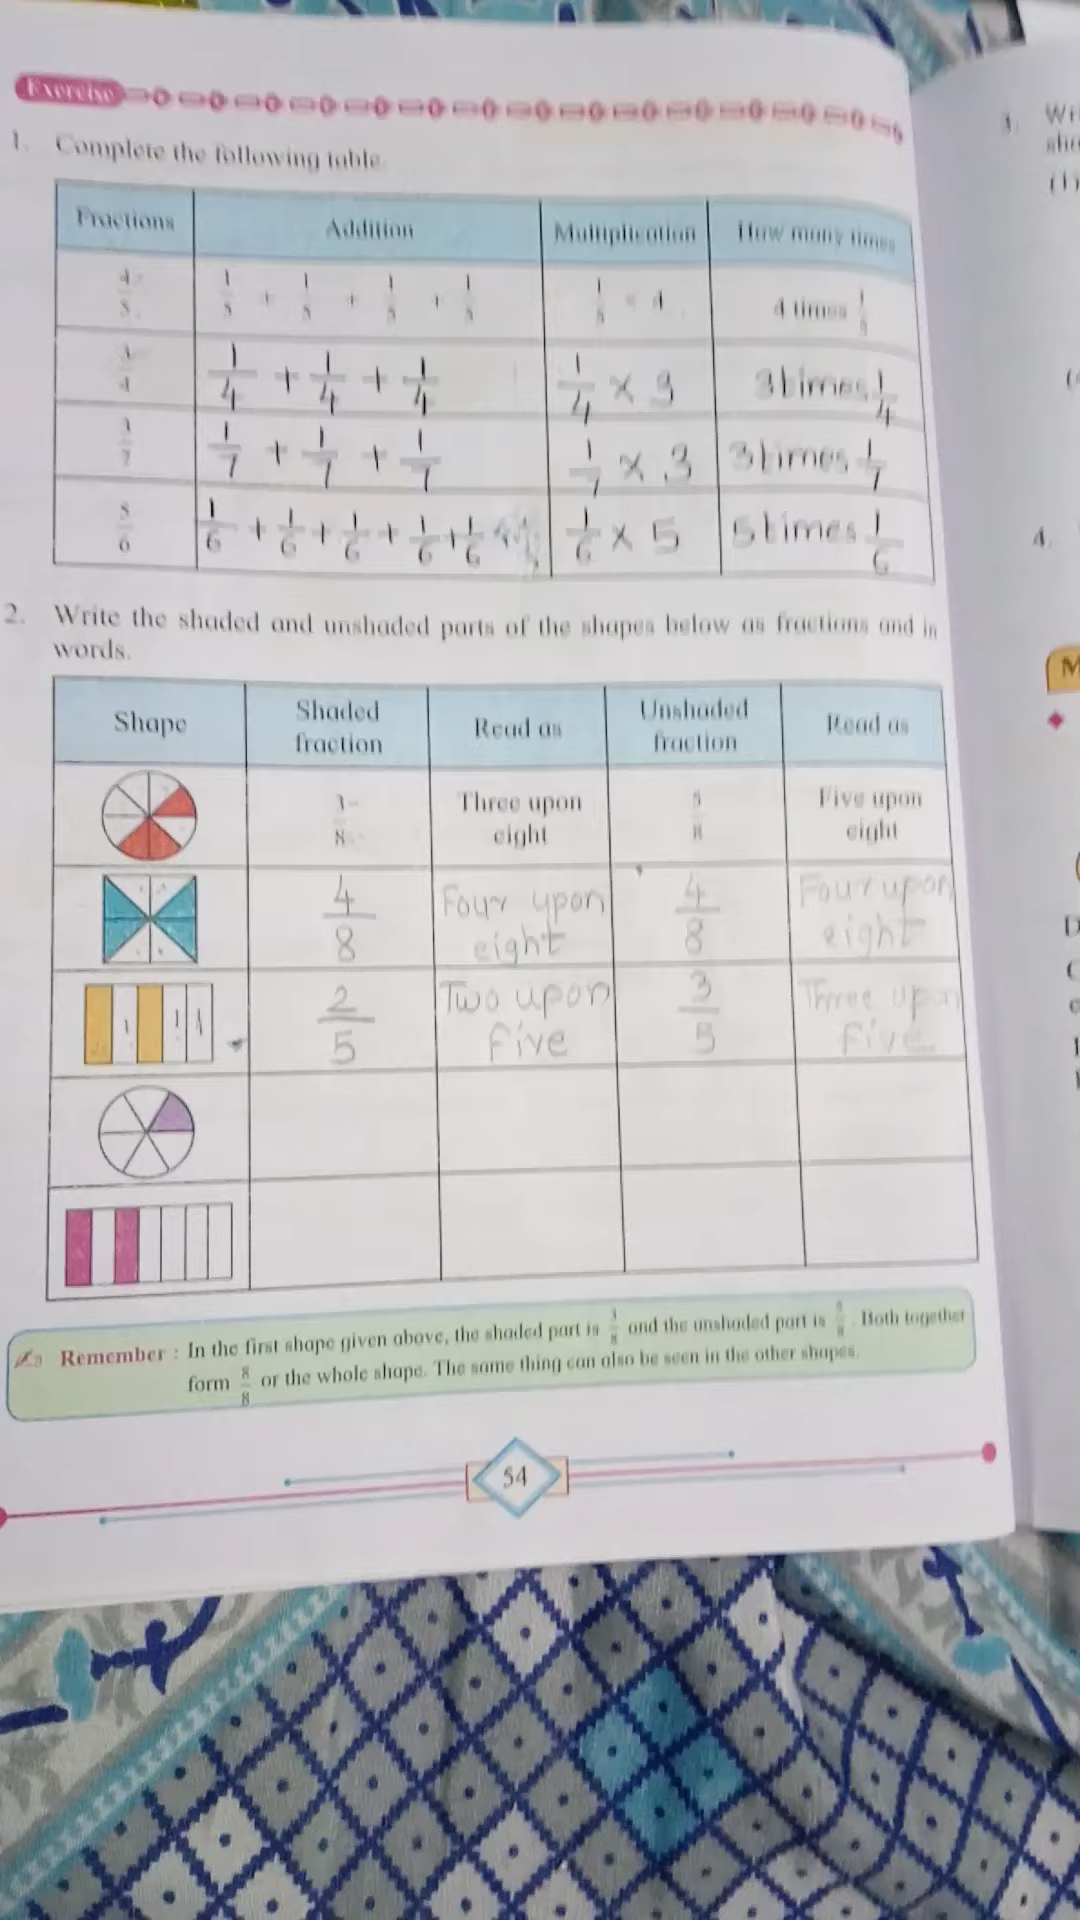 Exercise
1. Complete the following table.
Fractions Addition Multiplication How many times
4/5 1/5 + 1/5 + 1/5 + 1/5 1/5 × 4 4 times 1/5
3/4 1/4 + 1/4 + 1/4 1/4 × 3 3 times 1/4
3/7 1/7 + 1/7 + 1/7 1/7 × 3 3 times 1/7
5/6 1/6 + 1/6 + 1/6 + 1/6 + 1/6 1/6 × 5 5 times 1/6
2. Write the shaded and unshaded parts of the shapes below as fractions and in
words.
Shape Shaded fraction Read as Unshaded fraction Read as
3/8 Three upon eight 5/8 Five upon eight
4/8 Four upon eight 4/8 Four upon eight
2/5 Two upon five 3/5 Three upon five
Remember : In the first shape given above, the shaded part is 3/8 and the unshaded part is 5/8. Both together
form 8/8 or the whole shape. The same thing can also be seen in the other shapes.
54
3.
(1)
4.